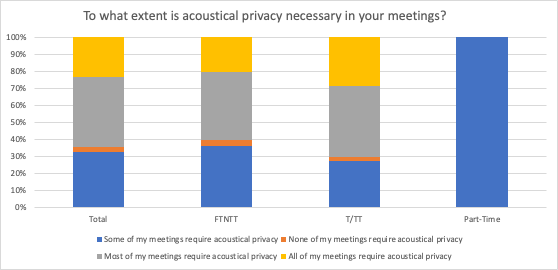 To what extent is acoustical privacy necessary in your meetings?
100%
90%
80%
70%
60%
50%
40%
30%
20%
10%
0%
Total FTNTT T/TT Part-Time
Some of my meetings require acoustical privacy None of my meetings require acoustical privacy
Most of my meetings require acoustical privacy All of my meetings require acoustical privacy